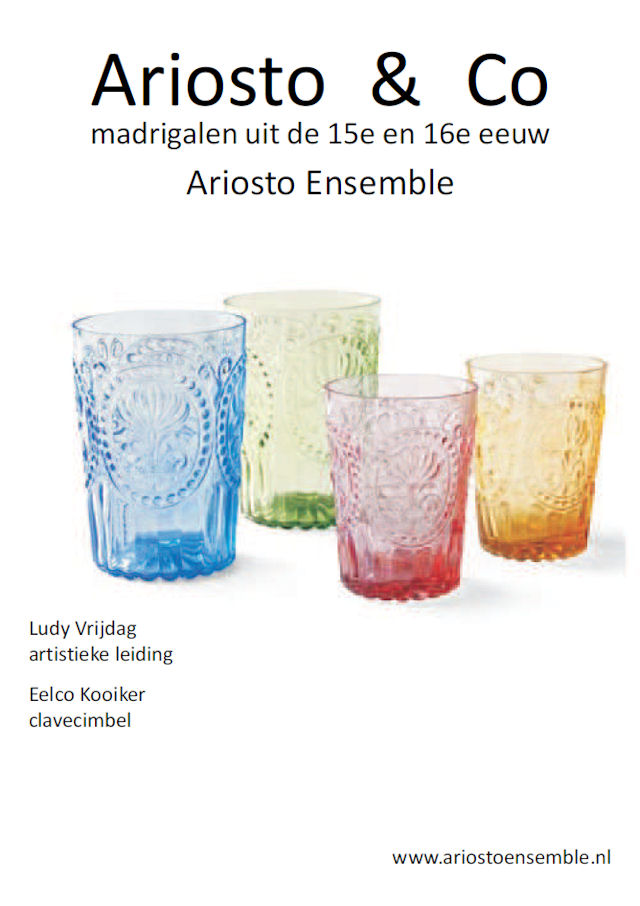 Ariosto & Co
madrigalen uit de 15e en 16e eeuw
Ariosto Ensemble
Ludy Vrijdag
artistieke leiding
Eelco Kooiker
clavecimbel
www.ariostoensemble.nl